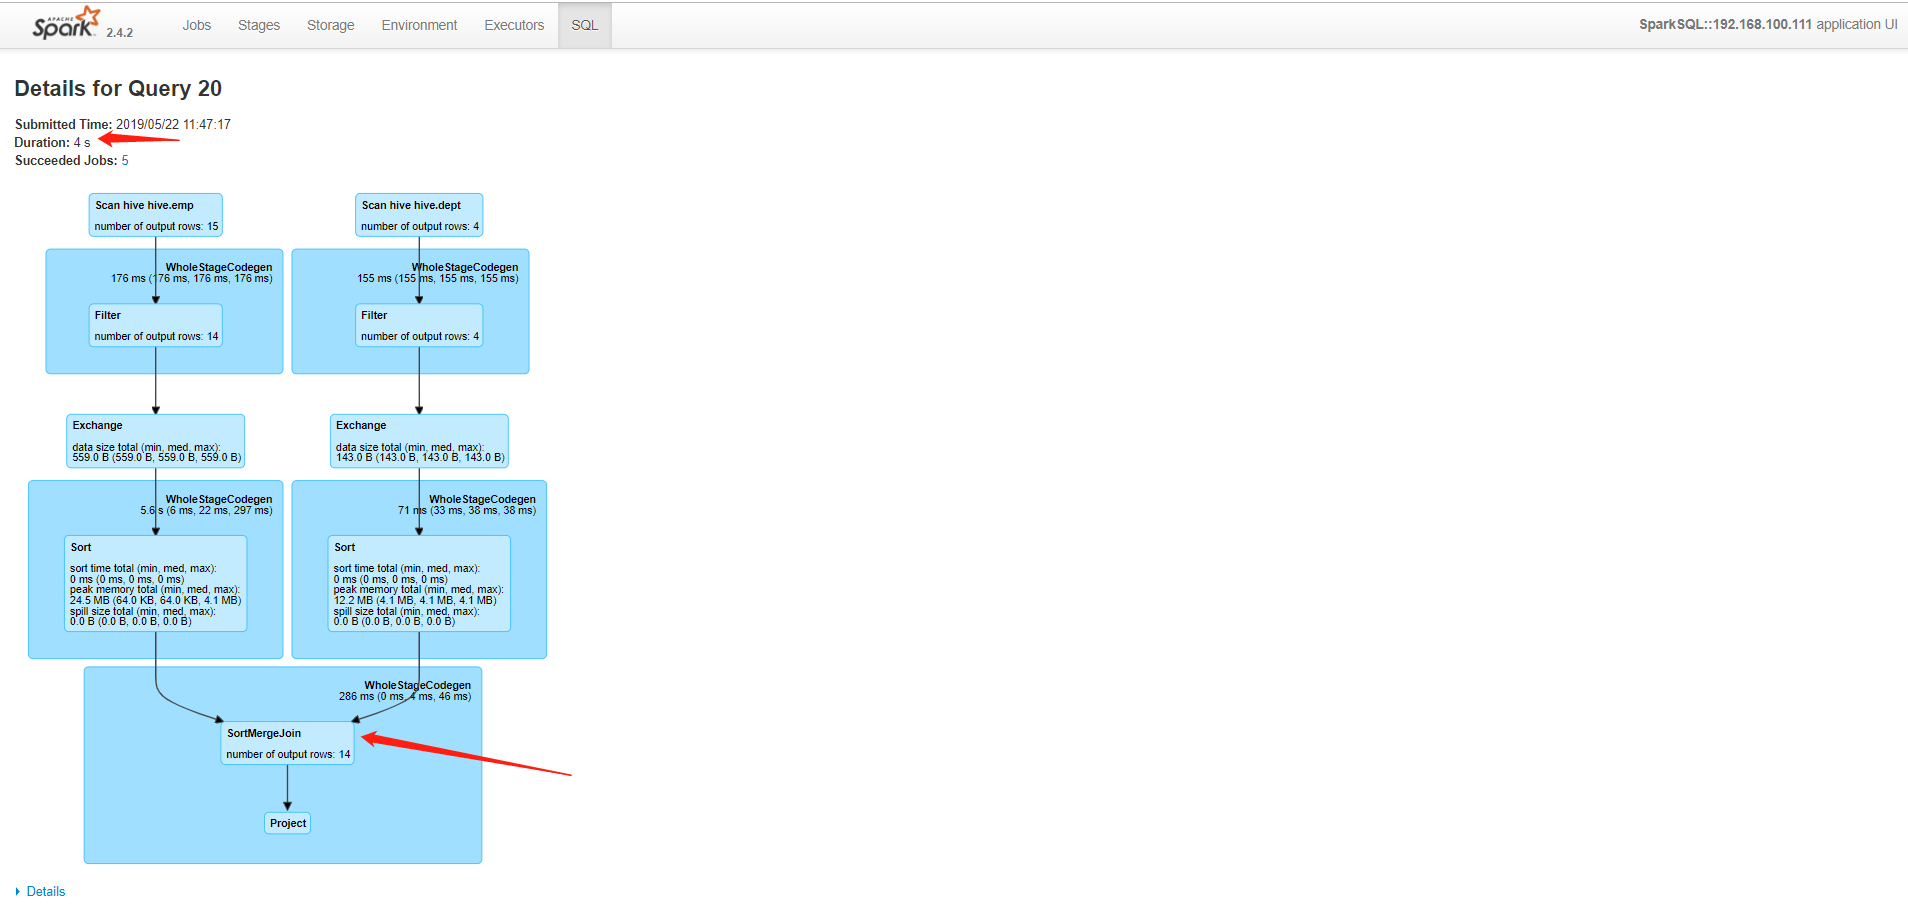 APACHE
Spark 2.4.2
Jobs
Stages
Storage
Environment
Executors
SQL
SparkSQL::192.168.100.111 application UI
Details for Query 20
Submitted Time: 2019/05/22 11:47:17
Duration: 4 s
Succeeded Jobs: 5
Scan hive hive.emp
number of output rows: 15
Scan hive hive.dept
number of output rows: 4
WholeStageCodegen
176 ms (176 ms, 176 ms, 176 ms)
WholeStageCodegen
155 ms (155 ms, 155 ms, 155 ms)
Filter
number of output rows: 14
Filter
number of output rows: 4
Exchange
data size total (min, med, max):
559.0 B (559.0 B, 559.0 B, 559.0 B)
Exchange
data size total (min, med, max):
143.0 B (143.0 B, 143.0 B, 143.0 B)
WholeStageCodegen
5.6 s (6 ms, 22 ms, 297 ms)
WholeStageCodegen
71 ms (33 ms, 38 ms, 38 ms)
Sort
sort time total (min, med, max):
0 ms (0 ms, 0 ms, 0 ms)
peak memory total (min, med, max):
24.5 MB (64.0 KB, 64.0 KB, 4.1 MB)
spill size total (min, med, max):
0.0 B (0.0 B, 0.0 B, 0.0 B)
Sort
sort time total (min, med, max):
0 ms (0 ms, 0 ms, 0 ms)
peak memory total (min, med, max):
12.2 MB (4.1 MB, 4.1 MB, 4.1 MB)
spill size total (min, med, max):
0.0 B (0.0 B, 0.0 B, 0.0 B)
WholeStageCodegen
286 ms (0 ms, 4 ms, 46 ms)
SortMergeJoin
number of output rows: 14
Project
Details